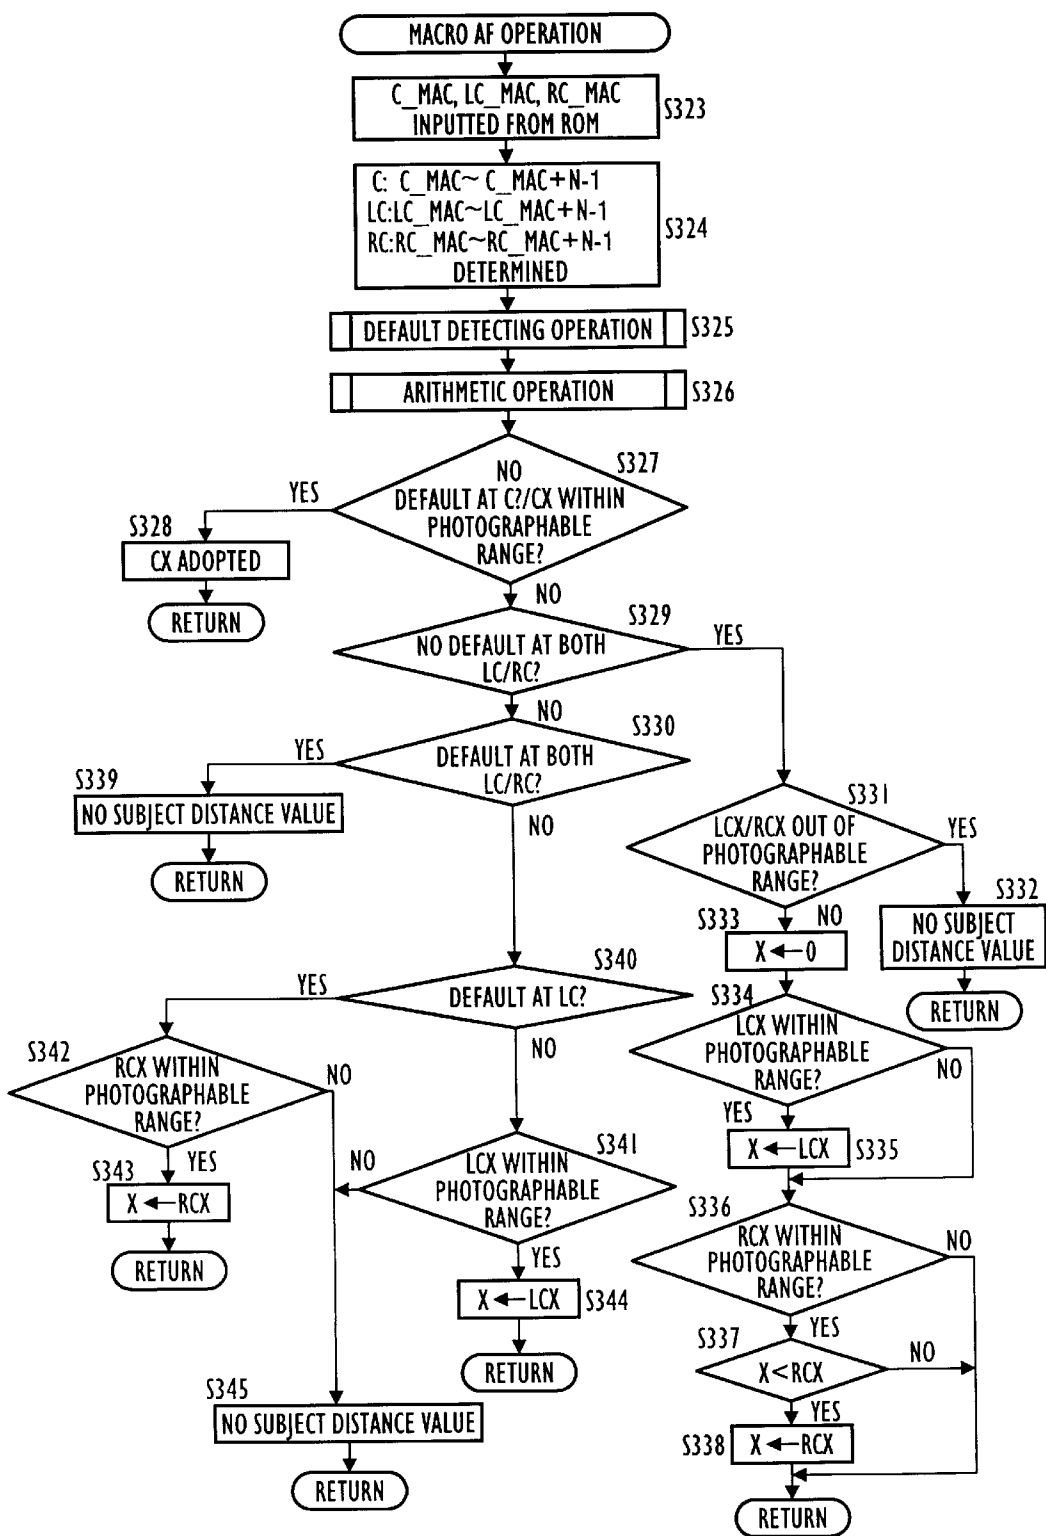 MACRO AF OPERATION
C_MAC, LC_MAC, RC_MAC
INPUTTED FROM ROM
S323
C: C_MAC~ C_MAC+N-1
LC:LC_MAC~LC_MAC+N-1
RC:RC_MAC~RC_MAC+N-1
DETERMINED
S324
DEFAULT DETECTING OPERATION
S325
ARITHMETIC OPERATION
S326
S327
NO
DEFAULT AT C?/CX WITHIN
PHOTOGRAPHABLE
RANGE?
YES
S328
CX ADOPTED
RETURN
NO
S329
NO DEFAULT AT BOTH
LC/RC?
YES
NO
S330
DEFAULT AT BOTH
LC/RC?
YES
S339
NO SUBJECT DISTANCE VALUE
RETURN
NO
S331
LCX/RCX OUT OF
PHOTOGRAPHABLE
RANGE?
YES
S332
NO SUBJECT
DISTANCE VALUE
RETURN
NO
S333
X←0
S334
LCX WITHIN
PHOTOGRAPHABLE
RANGE?
NO
YES
X←LCX
S335
S336
RCX WITHIN
PHOTOGRAPHABLE
RANGE?
NO
YES
S337
X<RCX
NO
YES
S338
X←RCX
RETURN
S340
DEFAULT AT LC?
YES
NO
S342
RCX WITHIN
PHOTOGRAPHABLE
RANGE?
NO
YES
S343
X←RCX
RETURN
S341
LCX WITHIN
PHOTOGRAPHABLE
RANGE?
NO
YES
X←LCX
S344
RETURN
S345
NO SUBJECT DISTANCE VALUE
RETURN